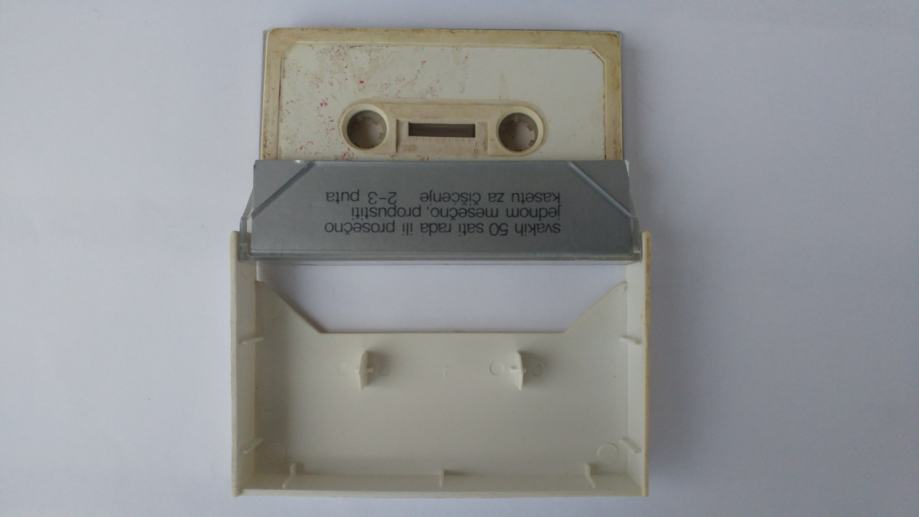 svakih 50 sati rada ili prosečno
jednom mesečno, propustiti
kasetu za čišćenje 2-3 puta